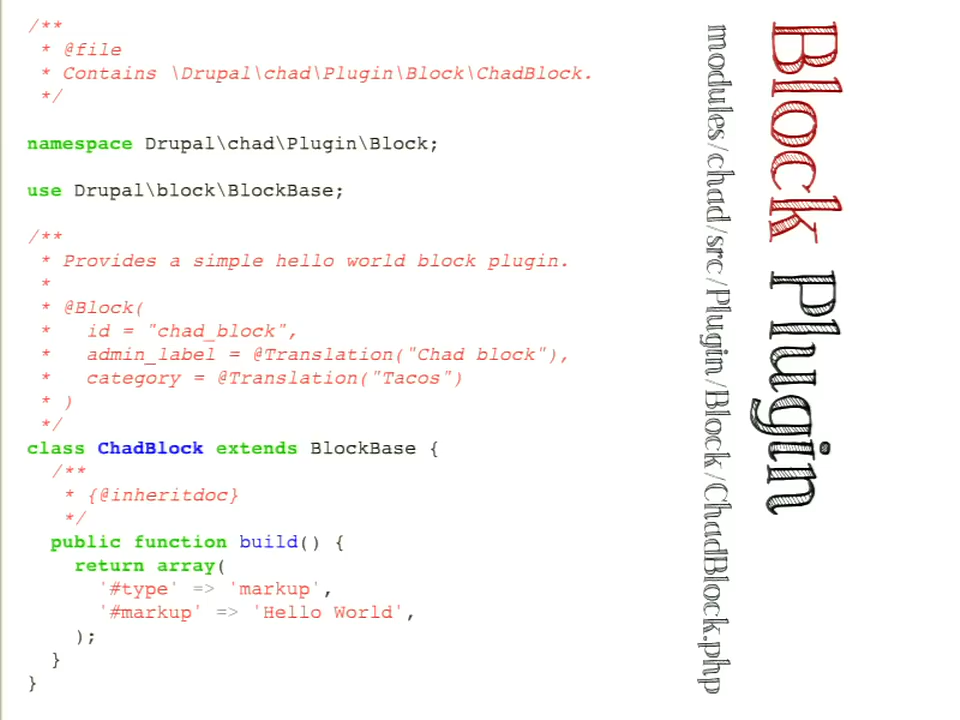 /**
 * @file
 * Contains \Drupal\chad\Plugin\Block\ChadBlock.
 */
namespace Drupal\chad\Plugin\Block;
use Drupal\block\BlockBase;
/**
 * Provides a simple hello world block plugin.
 *
 * @Block(
 *   id = "chad_block",
 *   admin_label = @Translation("Chad block"),
 *   category = @Translation("Tacos")
 * )
 */
class ChadBlock extends BlockBase {
  /**
   * {@inheritdoc}
   */
  public function build() {
    return array(
      '#type' => 'markup',
      '#markup' => 'Hello World',
    );
  }
}
Block Plugin
modules/chad/src/Plugin/Block/ChadBlock.php